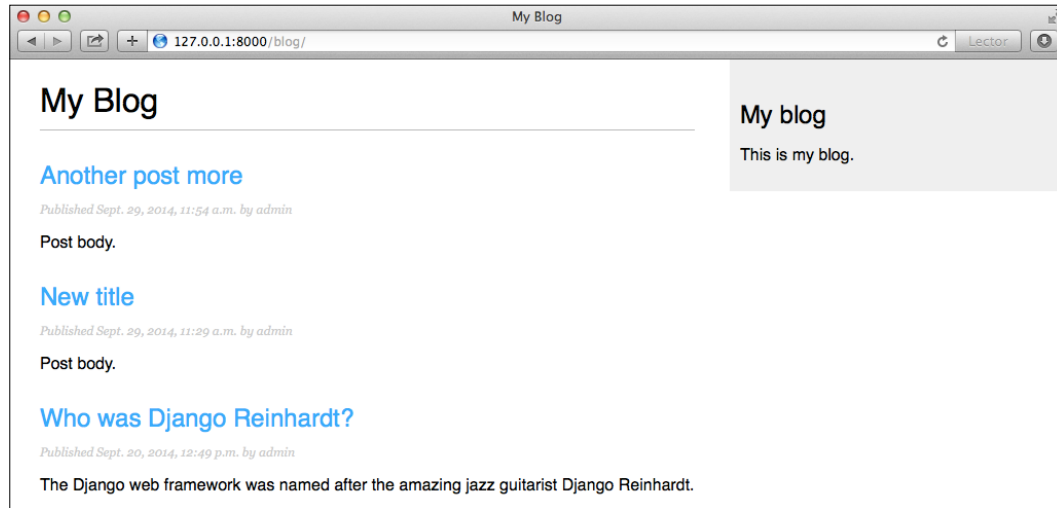 My Blog
127.0.0.1:8000/blog/
Lector
My Blog
Another post more
Published Sept. 29, 2014, 11:54 a.m. by admin
Post body.
New title
Published Sept. 29, 2014, 11:29 a.m. by admin
Post body.
Who was Django Reinhardt?
Published Sept. 20, 2014, 12:49 p.m. by admin
The Django web framework was named after the amazing jazz guitarist Django Reinhardt.
My blog
This is my blog.